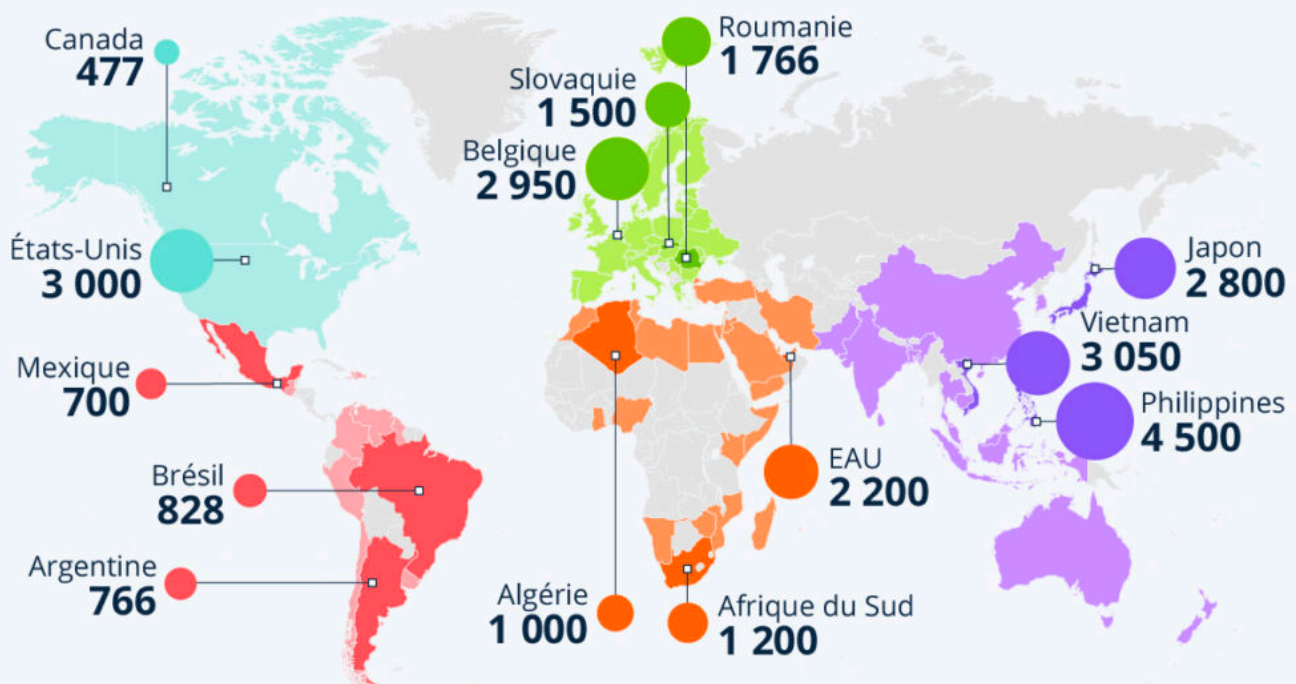 Canada
477
États-Unis
3 000
Mexique
700
Brésil
828
Argentine
766
Roumanie
1 766
Slovaquie
1 500
Belgique
2 950
Algérie
1 000
Afrique du Sud
1 200
EAU
2 200
Japon
2 800
Vietnam
3 050
Philippines
4 500